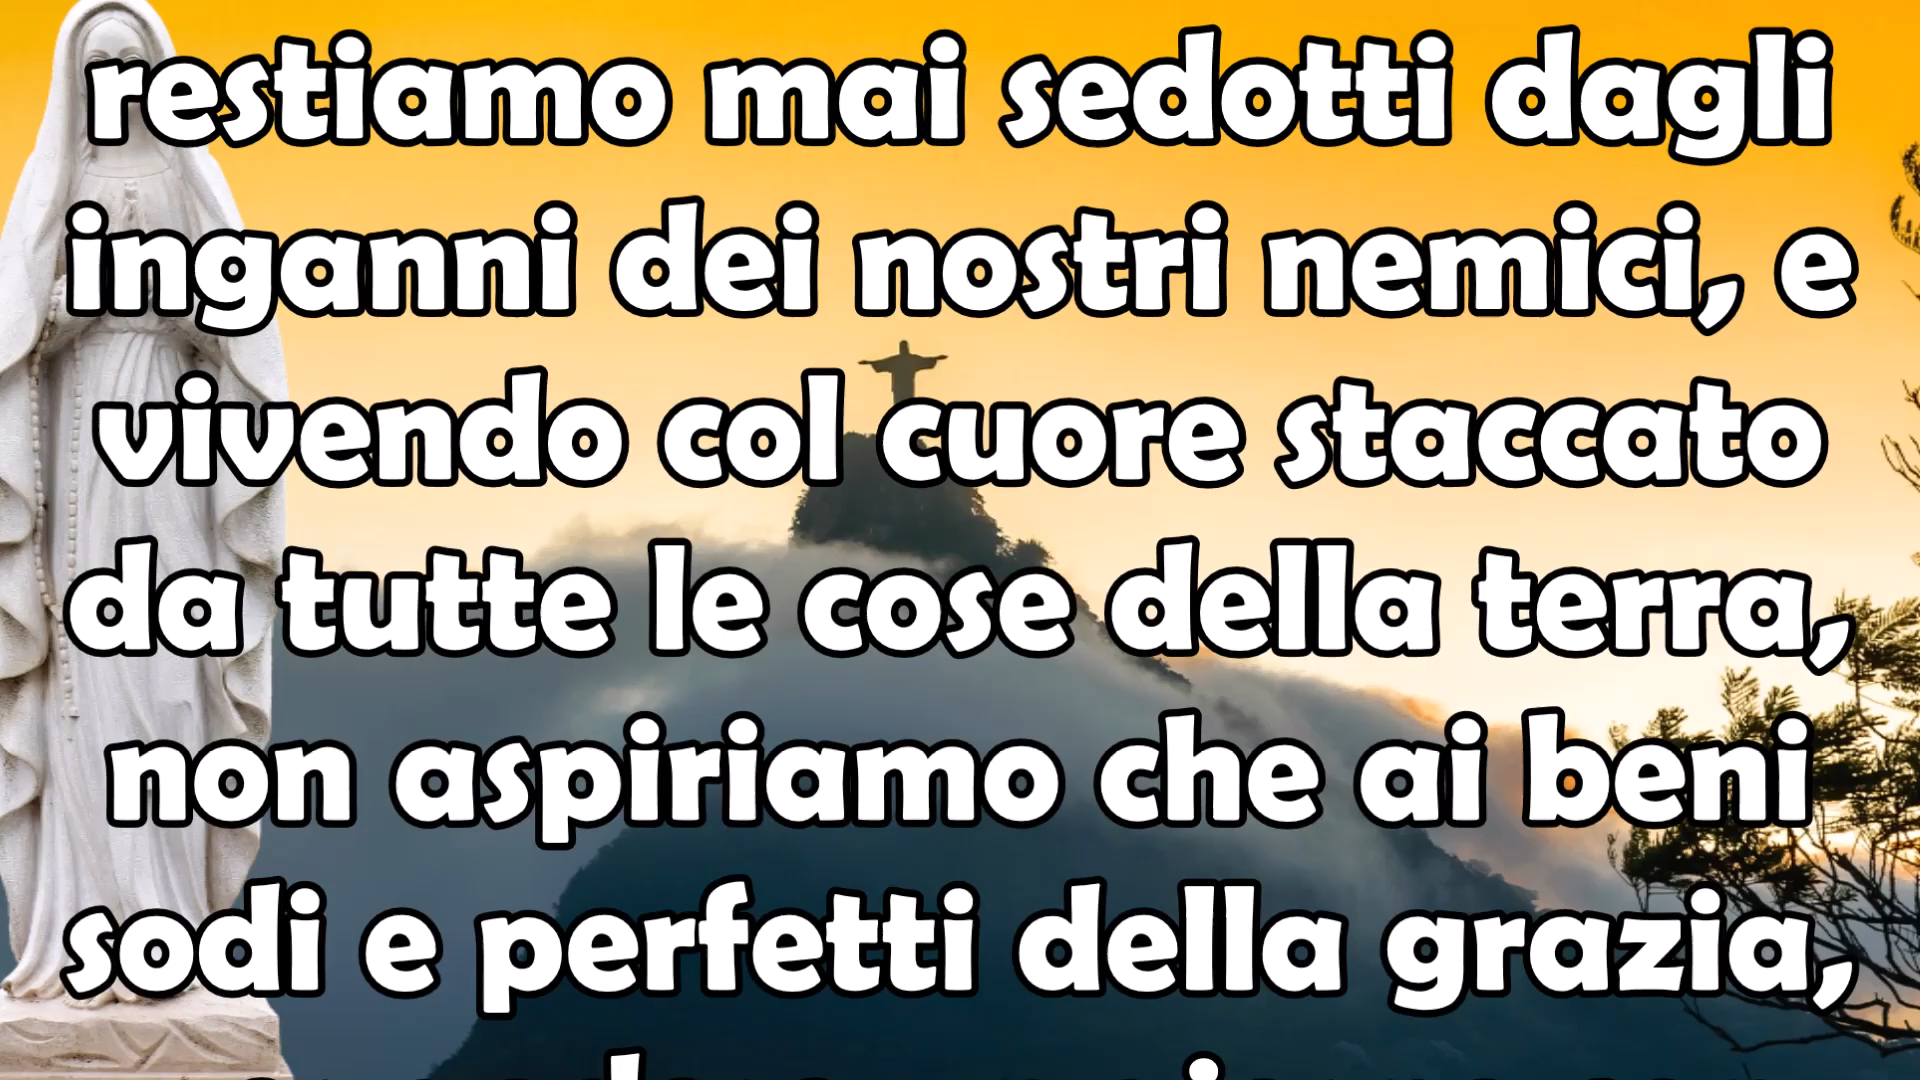 restiamo mai sedotti dagli
inganni dei nostri nemici, e
vivendo col cuore staccato
da tutte le cose della terra,
non aspiriamo che ai beni
sodi e perfetti della grazia,